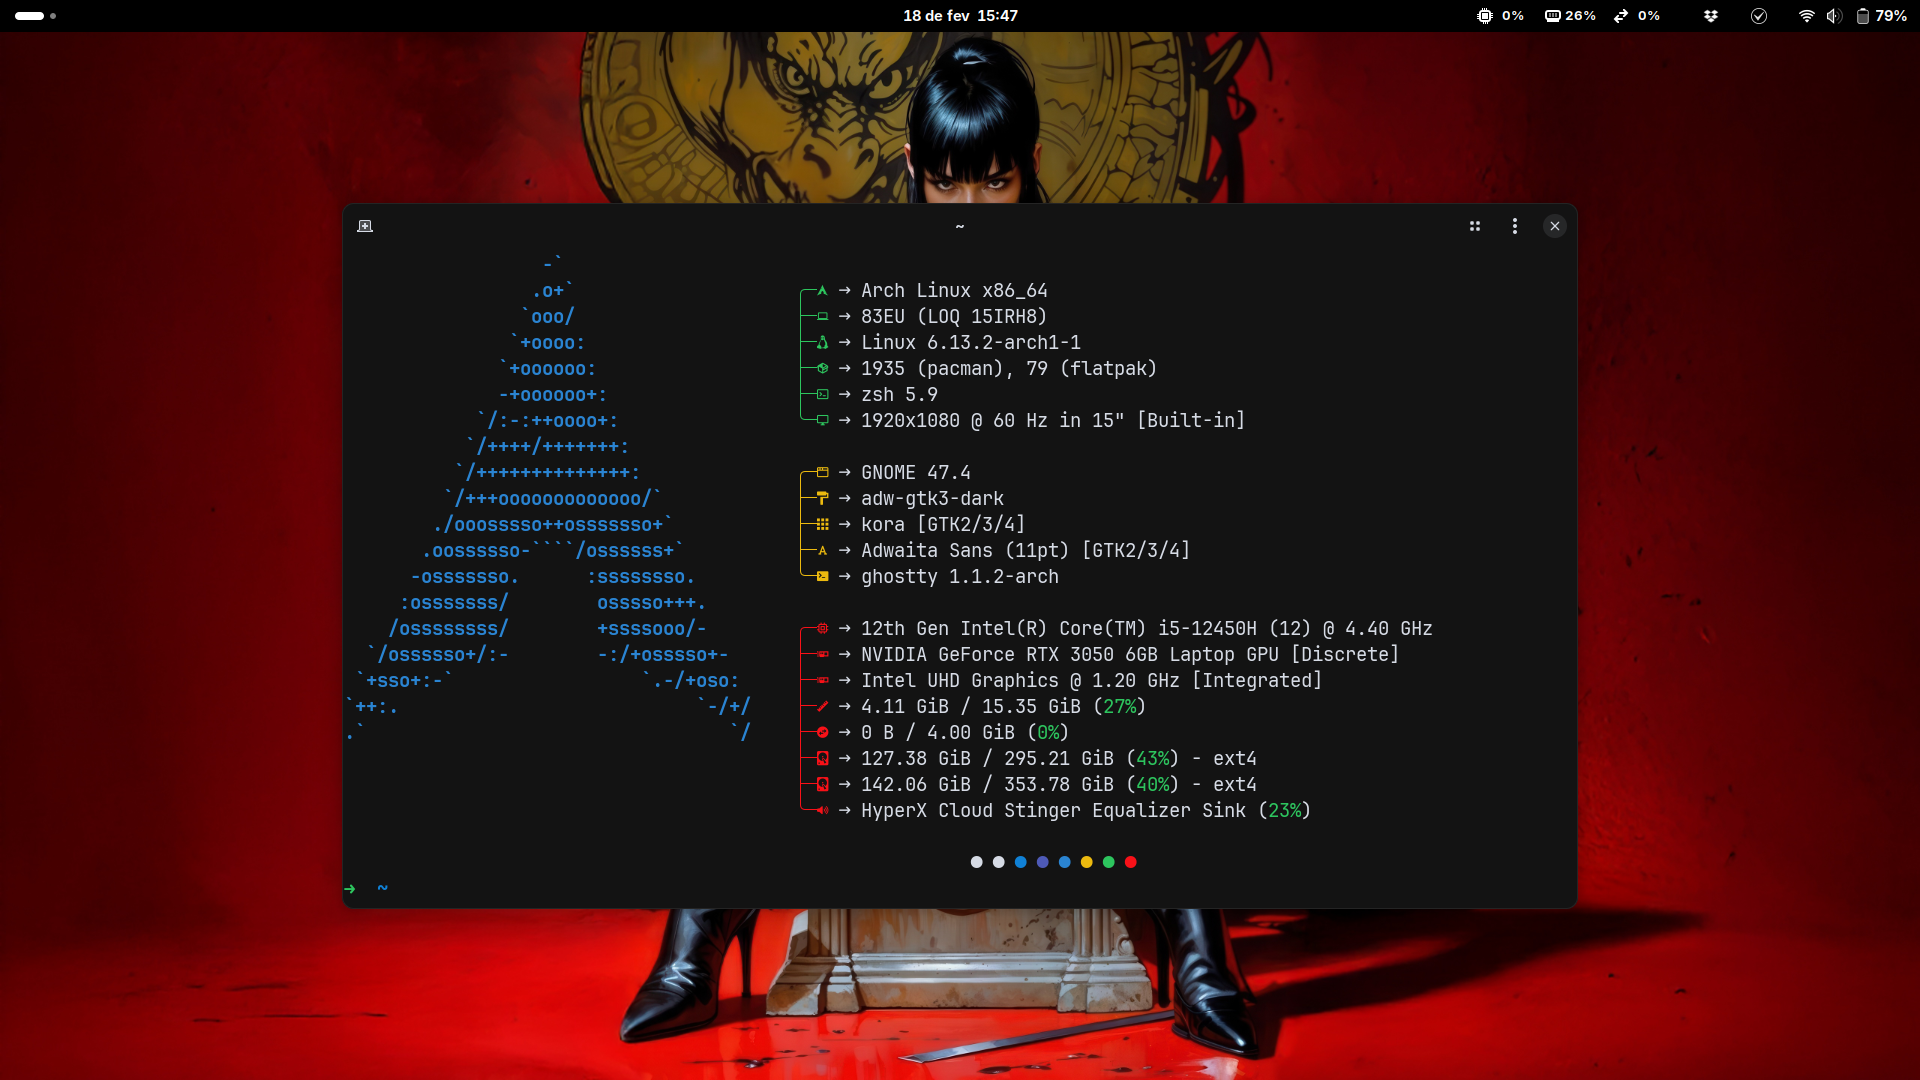 18 de fev  15:47
0%
26%
0%
79%
~
-`
.o+`
`ooo/
`+oooo:
`+oooooo:
-+oooooo+:
`/:-:++oooo+:
`/++++/+++++++:
`/++++++++++++++:
`/+++ooooooooooooo/`
./ooosssso++osssssso+`
.oossssso-````/ossssss+`
-osssssso.      :ssssssso.
:osssssss/        osssso+++.
/ossssssss/        +ssssooo/-
`/ossssso+/:-        -:/+osssso+-
`+sso+:-`                 `.-/+oso:
`++:.                           `-/+/
.`                                 `/
→ Arch Linux x86_64
→ 83EU (LOQ 15IRH8)
→ Linux 6.13.2-arch1-1
→ 1935 (pacman), 79 (flatpak)
→ zsh 5.9
→ 1920x1080 @ 60 Hz in 15" [Built-in]
→ GNOME 47.4
→ adw-gtk3-dark
→ kora [GTK2/3/4]
→ Adwaita Sans (11pt) [GTK2/3/4]
→ ghostty 1.1.2-arch
→ 12th Gen Intel(R) Core(TM) i5-12450H (12) @ 4.40 GHz
→ NVIDIA GeForce RTX 3050 6GB Laptop GPU [Discrete]
→ Intel UHD Graphics @ 1.20 GHz [Integrated]
→ 4.11 GiB / 15.35 GiB (27%)
→ 0 B / 4.00 GiB (0%)
→ 127.38 GiB / 295.21 GiB (43%) - ext4
→ 142.06 GiB / 353.78 GiB (40%) - ext4
→ HyperX Cloud Stinger Equalizer Sink (23%)
→  ~